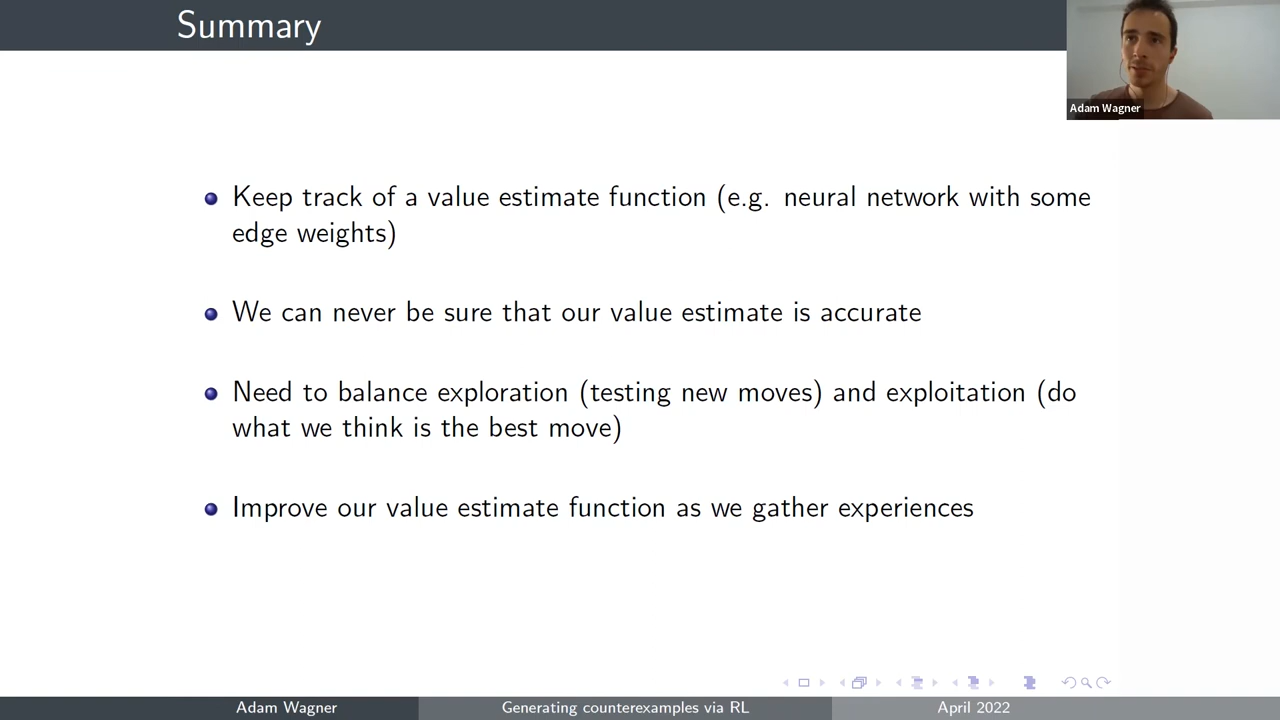 Summary
Adam Wagner
Keep track of a value estimate function (e.g. neural network with some
edge weights)
We can never be sure that our value estimate is accurate
Need to balance exploration (testing new moves) and exploitation (do
what we think is the best move)
Improve our value estimate function as we gather experiences
Adam Wagner
Generating counterexamples via RL
April 2022